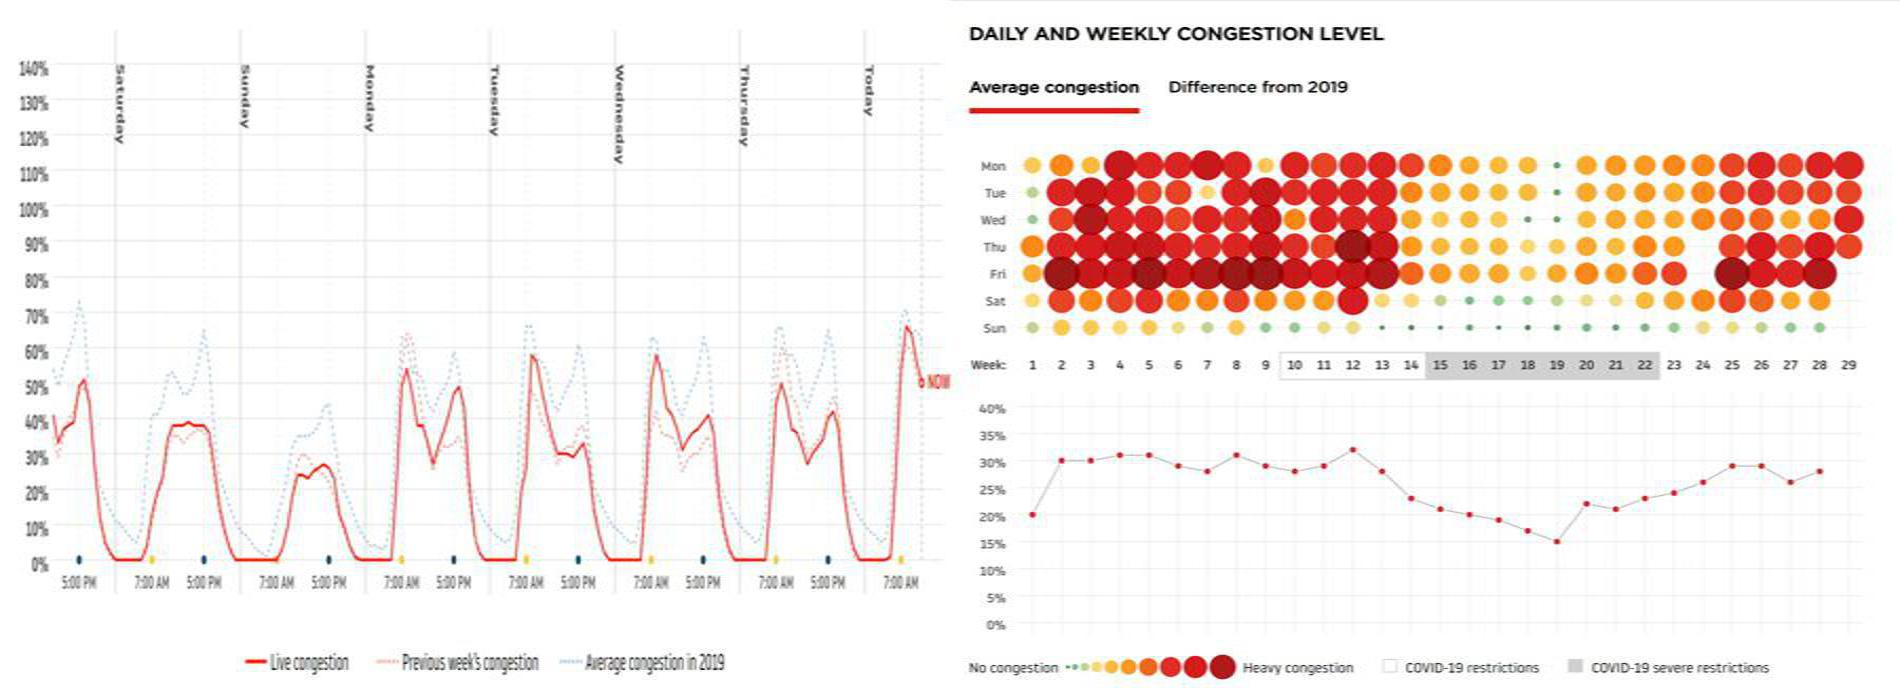 140%
130%
120%
110%
100%
90%
80%
70%
60%
50%
40%
30%
20%
10%
0%
Saturday
Sunday
Monday
Tuesday
Wednesday
Thursday
Today
NOW
5:00 PM 7:00 AM 5:00 PM 7:00 AM 5:00 PM 7:00 AM 5:00 PM 7:00 AM 5:00 PM 7:00 AM 5:00 PM 7:00 AM 5:00 PM 7:00 AM
Live congestion Previous week's congestion Average congestion in 2019
DAILY AND WEEKLY CONGESTION LEVEL
Average congestion Difference from 2019
Mon
Tue
Wed
Thu
Fri
Sat
Sun
Week: 1 2 3 4 5 6 7 8 9 10 11 12 13 14 15 16 17 18 19 20 21 22 23 24 25 26 27 28 29
40%
35%
30%
25%
20%
15%
10%
5%
0%
No congestion Heavy congestion COVID-19 restrictions COVID-19 severe restrictions